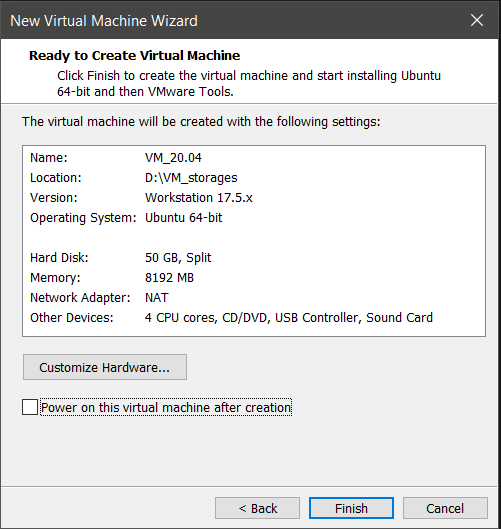 New Virtual Machine Wizard
Ready to Create Virtual Machine
Click Finish to create the virtual machine and start installing Ubuntu
64-bit and then VMware Tools.
The virtual machine will be created with the following settings:
Name: VM_20.04
Location: D:\VM_storages
Version: Workstation 17.5.x
Operating System: Ubuntu 64-bit
Hard Disk: 50 GB, Split
Memory: 8192 MB
Network Adapter: NAT
Other Devices: 4 CPU cores, CD/DVD, USB Controller, Sound Card
Customize Hardware...
Power on this virtual machine after creation
< Back Finish Cancel